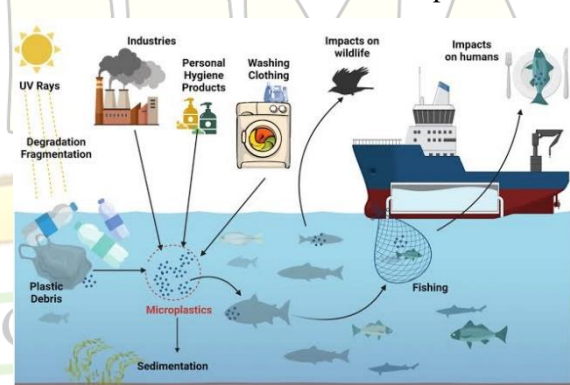 Industries
Personal
Hygiene
Products
Washing
Clothing
Impacts on
wildlife
Impacts
on humans
UV Rays
Degradation
Fragmentation
Plastic
Debris
Microplastics
Fishing
Sedimentation